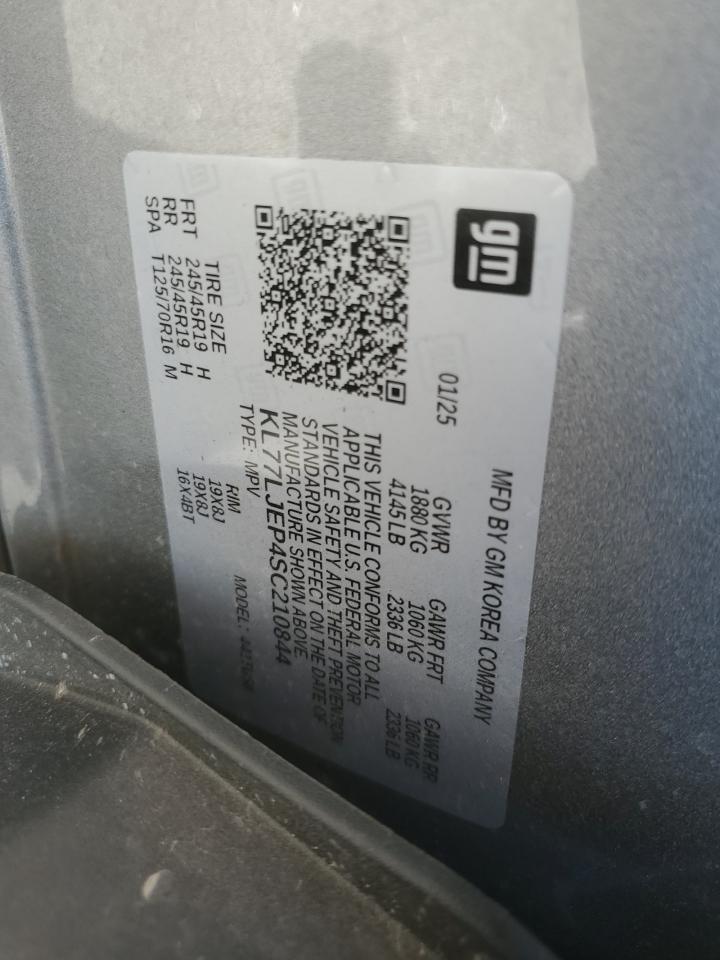 gm
MFD BY GM KOREA COMPANY
01/25 GVWR GAWR FRT GAWR RR
1880 KG 1060 KG 1060 KG
4145 LB 2336 LB 2336 LB
THIS VEHICLE CONFORMS TO ALL
APPLICABLE U.S. FEDERAL MOTOR
VEHICLE SAFETY AND THEFT PREVENTION
STANDARDS IN EFFECT ON THE DATE OF
MANUFACTURE SHOWN ABOVE.
KL77LJEP4SC210844
TYPE: MPV MODEL:
TIRE SIZE RIM
FRT 245/45R19 H 19X8J
RR 245/45R19 H 19X8J
SPA T125/70R16 M 16X4BT